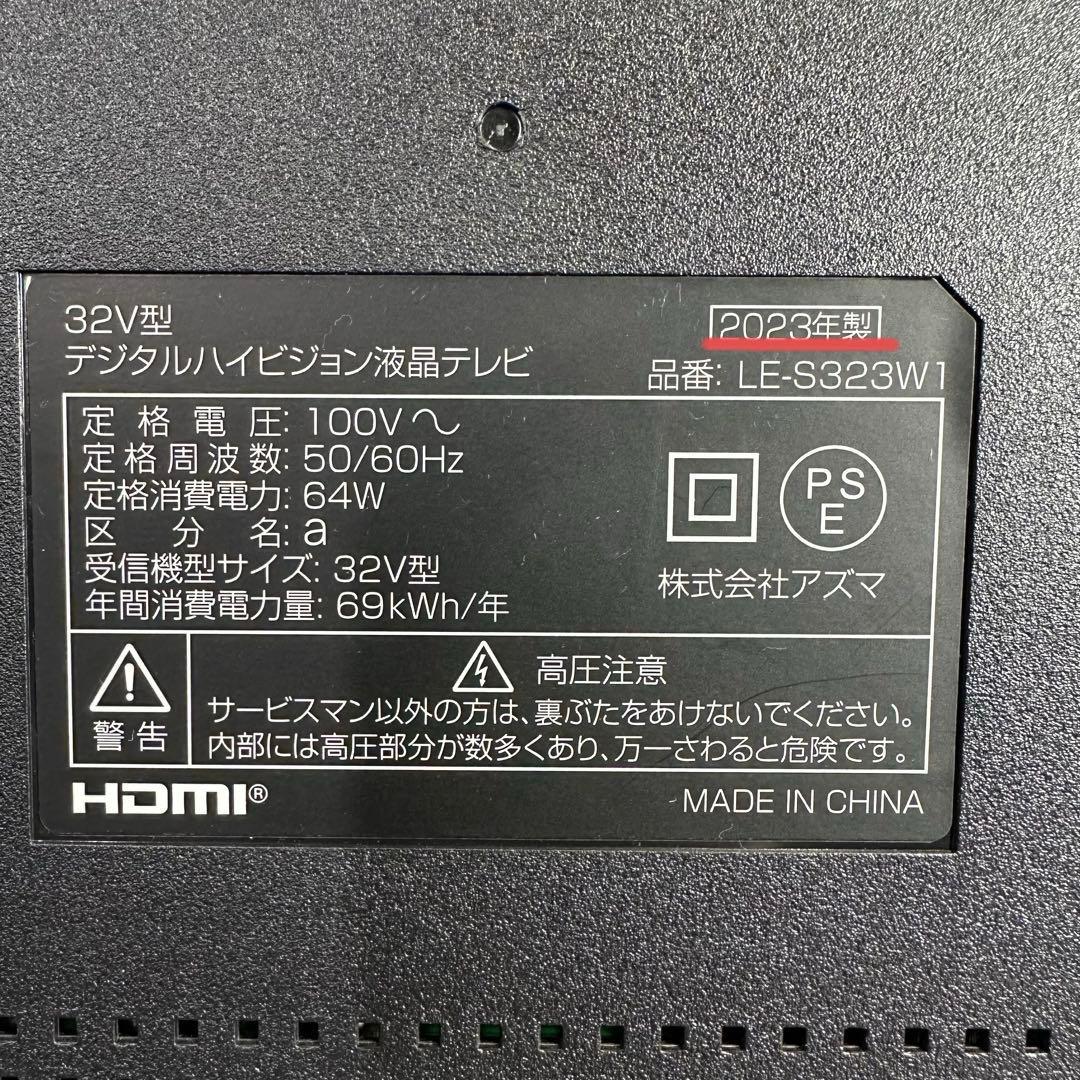 32V型
2023年製
デジタルハイビジョン液晶テレビ
品番: LE-S323W1
定格電圧: 100V～
定格周波数: 50/60Hz
定格消費電力: 64W
区分名: a
受信機型サイズ: 32V型
年間消費電力量: 69kWh/年
PS
E
株式会社アズマ
警告
高圧注意
サービスマン以外の方は、裏ぶたをあけないでください。
内部には高圧部分が数多くあり、万一さわると危険です。
HDMI®
MADE IN CHINA